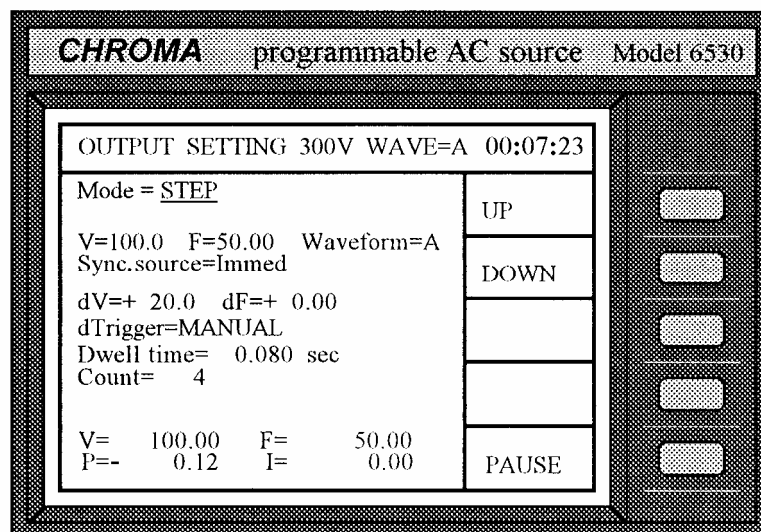 CHROMA programmable AC source Model 6530
OUTPUT SETTING 300V WAVE=A 00:07:23
Mode = STEP
V=100.0 F=50.00 Waveform=A
Sync.source=Immed
dV=+ 20.0 dF=+ 0.00
dTrigger=MANUAL
Dwell time= 0.080 sec
Count= 4
V= 100.00 F= 50.00
P=- 0.12 I= 0.00
UP
DOWN
PAUSE